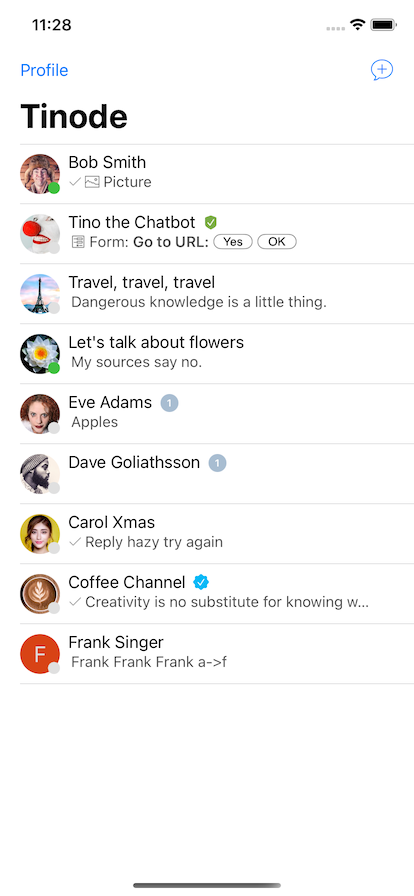 11:28
Profile
Tinode
Bob Smith
Picture
Tino the Chatbot
Form: Go to URL: Yes OK
Travel, travel, travel
Dangerous knowledge is a little thing.
Let's talk about flowers
My sources say no.
Eve Adams 1
Apples
Dave Goliathsson 1
Carol Xmas
Reply hazy try again
Coffee Channel
Creativity is no substitute for knowing w...
F
Frank Singer
Frank Frank Frank a->f